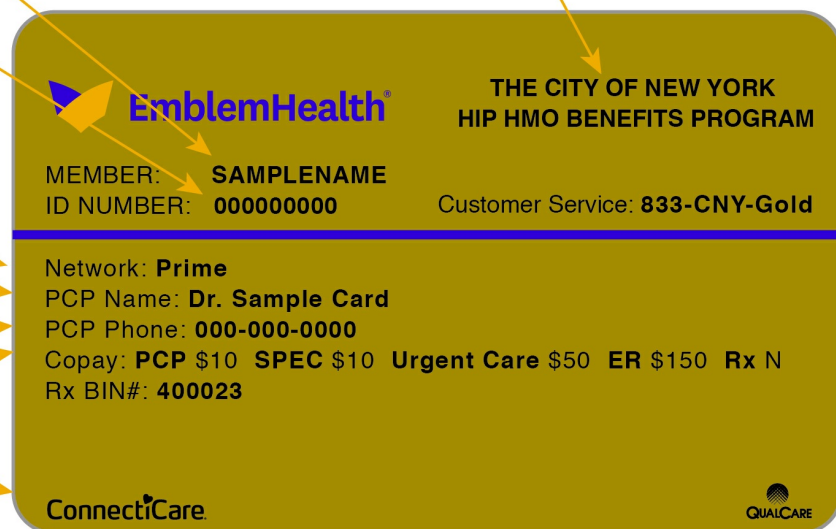 EmblemHealth®
THE CITY OF NEW YORK
HIP HMO BENEFITS PROGRAM
MEMBER: SAMPLENAME
ID NUMBER: 000000000
Customer Service: 833-CNY-Gold
Network: Prime
PCP Name: Dr. Sample Card
PCP Phone: 000-000-0000
Copay: PCP $10 SPEC $10 Urgent Care $50 ER $150 Rx N
Rx BIN#: 400023
ConnectiCare.
QUALCARE